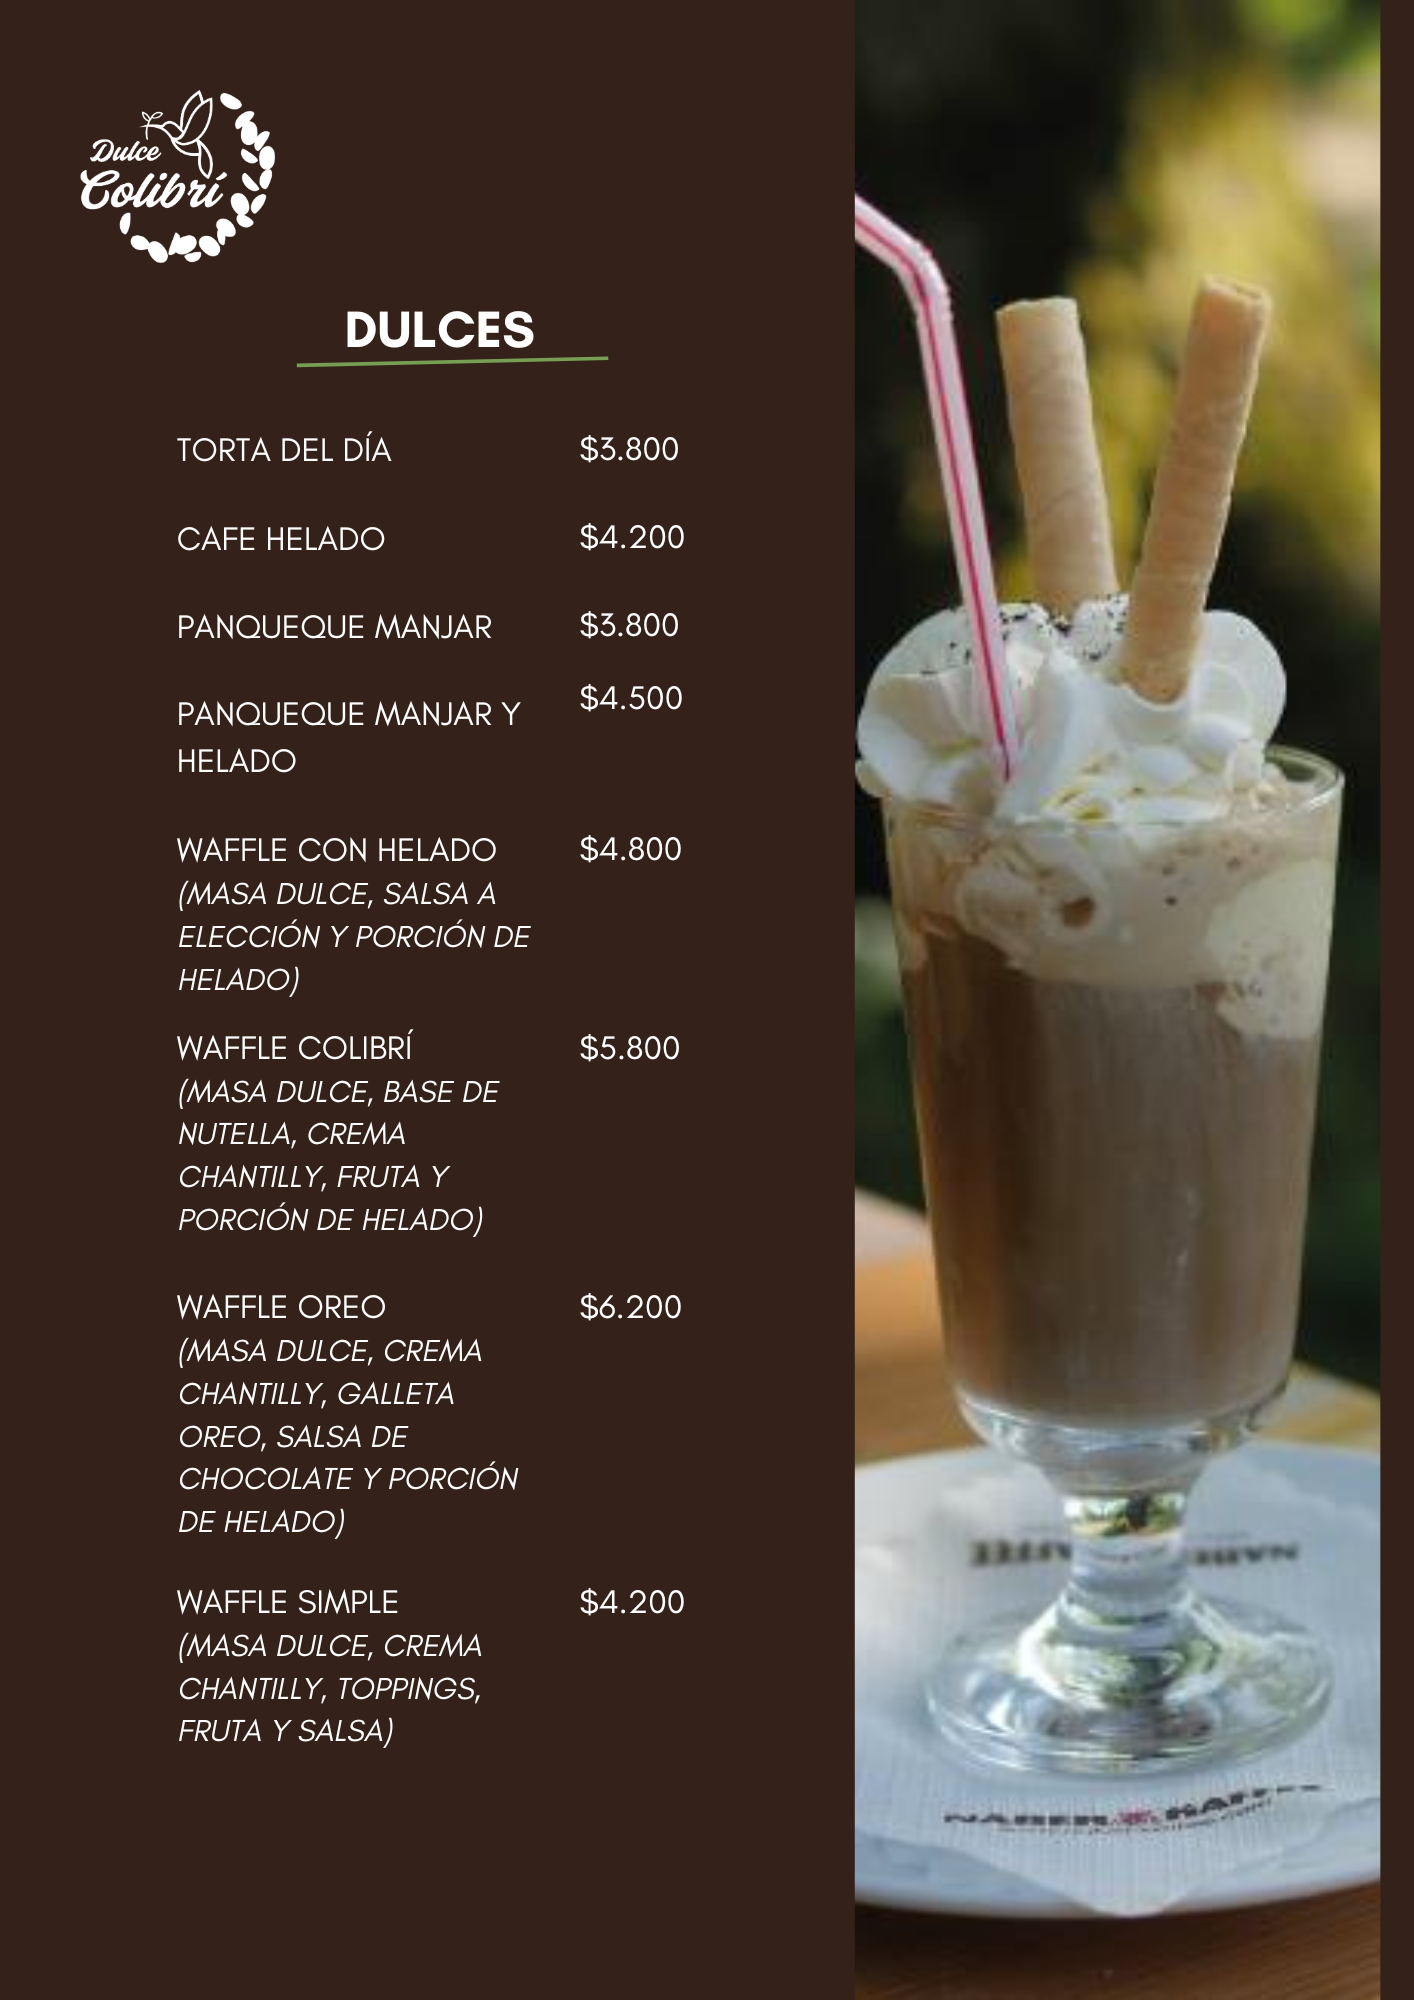 Dulce
Colibrí
DULCES
TORTA DEL DÍA $3.800
CAFE HELADO $4.200
PANQUEQUE MANJAR $3.800
PANQUEQUE MANJAR Y $4.500
HELADO
WAFFLE CON HELADO $4.800
(MASA DULCE, SALSA A
ELECCIÓN Y PORCIÓN DE
HELADO)
WAFFLE COLIBRÍ $5.800
(MASA DULCE, BASE DE
NUTELLA, CREMA
CHANTILLY, FRUTA Y
PORCIÓN DE HELADO)
WAFFLE OREO $6.200
(MASA DULCE, CREMA
CHANTILLY, GALLETA
OREO, SALSA DE
CHOCOLATE Y PORCIÓN
DE HELADO)
WAFFLE SIMPLE $4.200
(MASA DULCE, CREMA
CHANTILLY, TOPPINGS,
FRUTA Y SALSA)
NABER KAFFEE